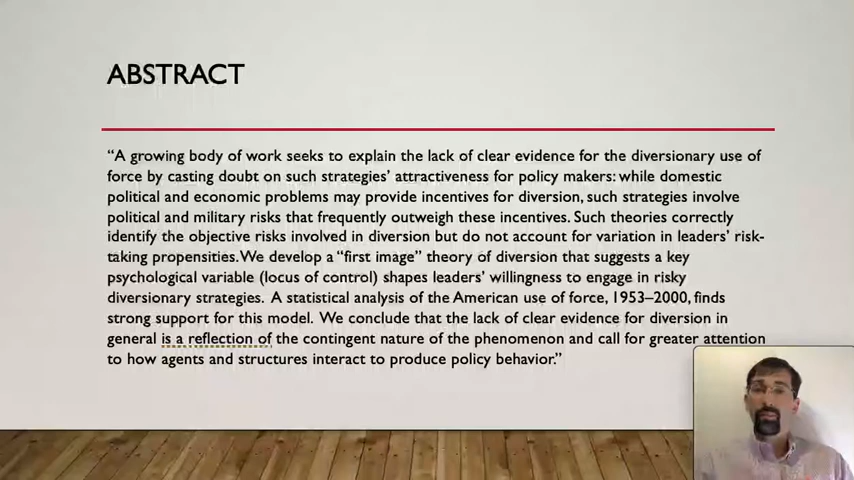 ABSTRACT
“A growing body of work seeks to explain the lack of clear evidence for the diversionary use of
force by casting doubt on such strategies’ attractiveness for policy makers: while domestic
political and economic problems may provide incentives for diversion, such strategies involve
political and military risks that frequently outweigh these incentives. Such theories correctly
identify the objective risks involved in diversion but do not account for variation in leaders’ risk-
taking propensities. We develop a “first image” theory of diversion that suggests a key
psychological variable (locus of control) shapes leaders’ willingness to engage in risky
diversionary strategies. A statistical analysis of the American use of force, 1953–2000, finds
strong support for this model. We conclude that the lack of clear evidence for diversion in
general is a reflection of the contingent nature of the phenomenon and call for greater attention
to how agents and structures interact to produce policy behavior.”